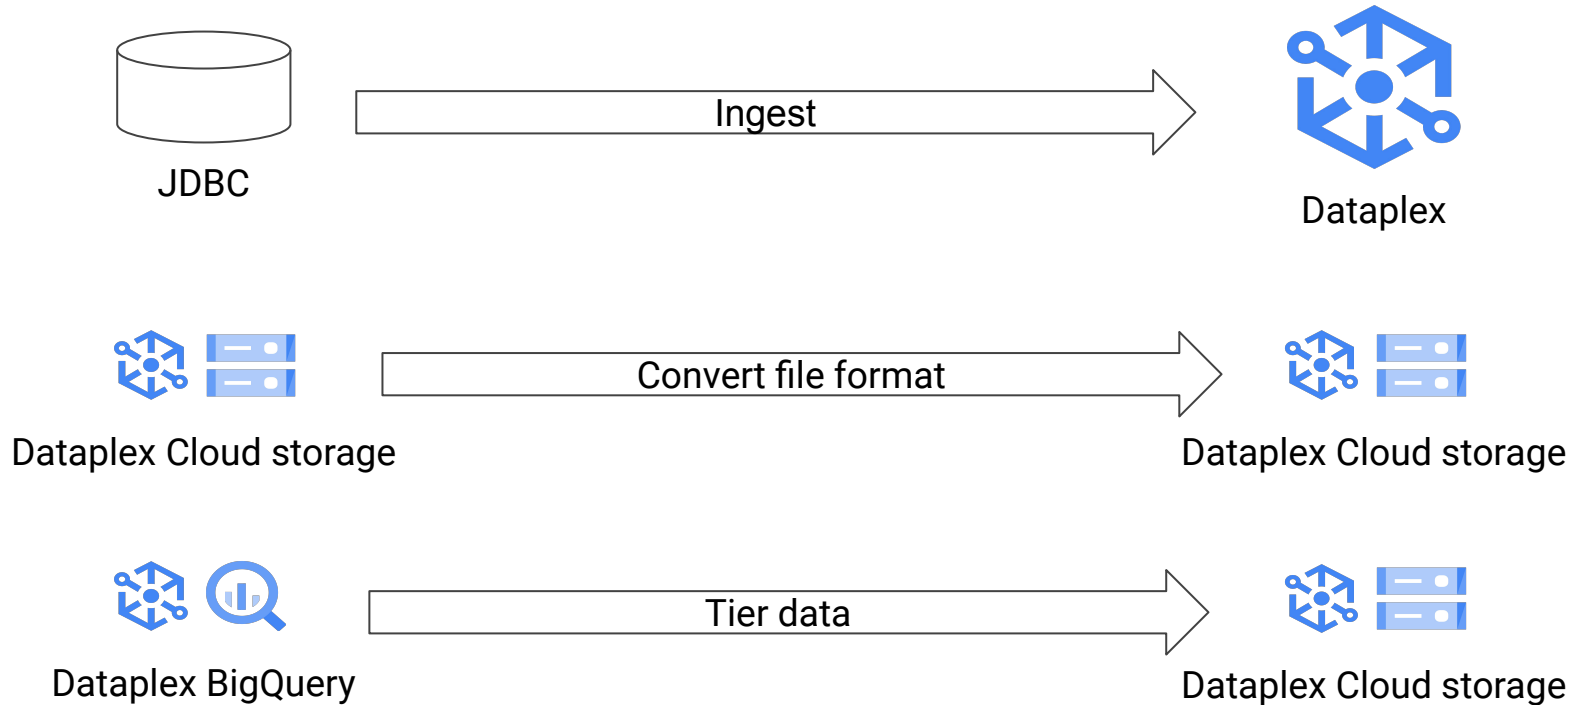 Ingest
JDBC
Dataplex
Convert file format
Dataplex Cloud storage
Dataplex Cloud storage
Tier data
Dataplex BigQuery
Dataplex Cloud storage